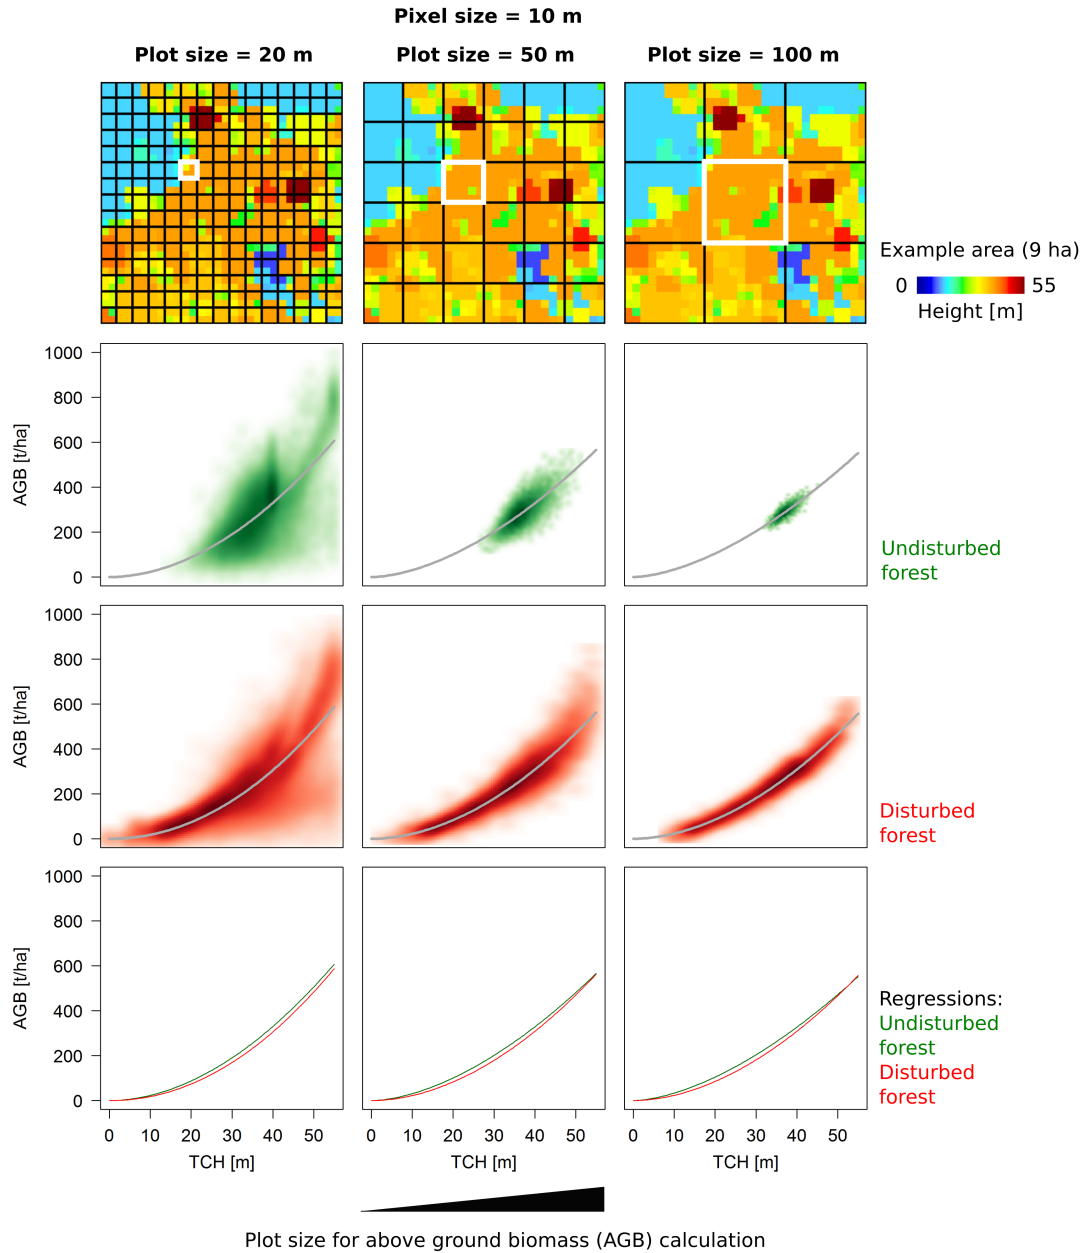 Pixel size = 10 m
Plot size = 20 m
Plot size = 50 m
Plot size = 100 m
Example area (9 ha)
0
55
Height [m]
1000
800
600
400
200
0
AGB [t/ha]
Undisturbed
forest
1000
800
600
400
200
0
AGB [t/ha]
Disturbed
forest
1000
800
600
400
200
0
AGB [t/ha]
Regressions:
Undisturbed
forest
Disturbed
forest
0 10 20 30 40 50
0 10 20 30 40 50
0 10 20 30 40 50
TCH [m]
TCH [m]
TCH [m]
Plot size for above ground biomass (AGB) calculation